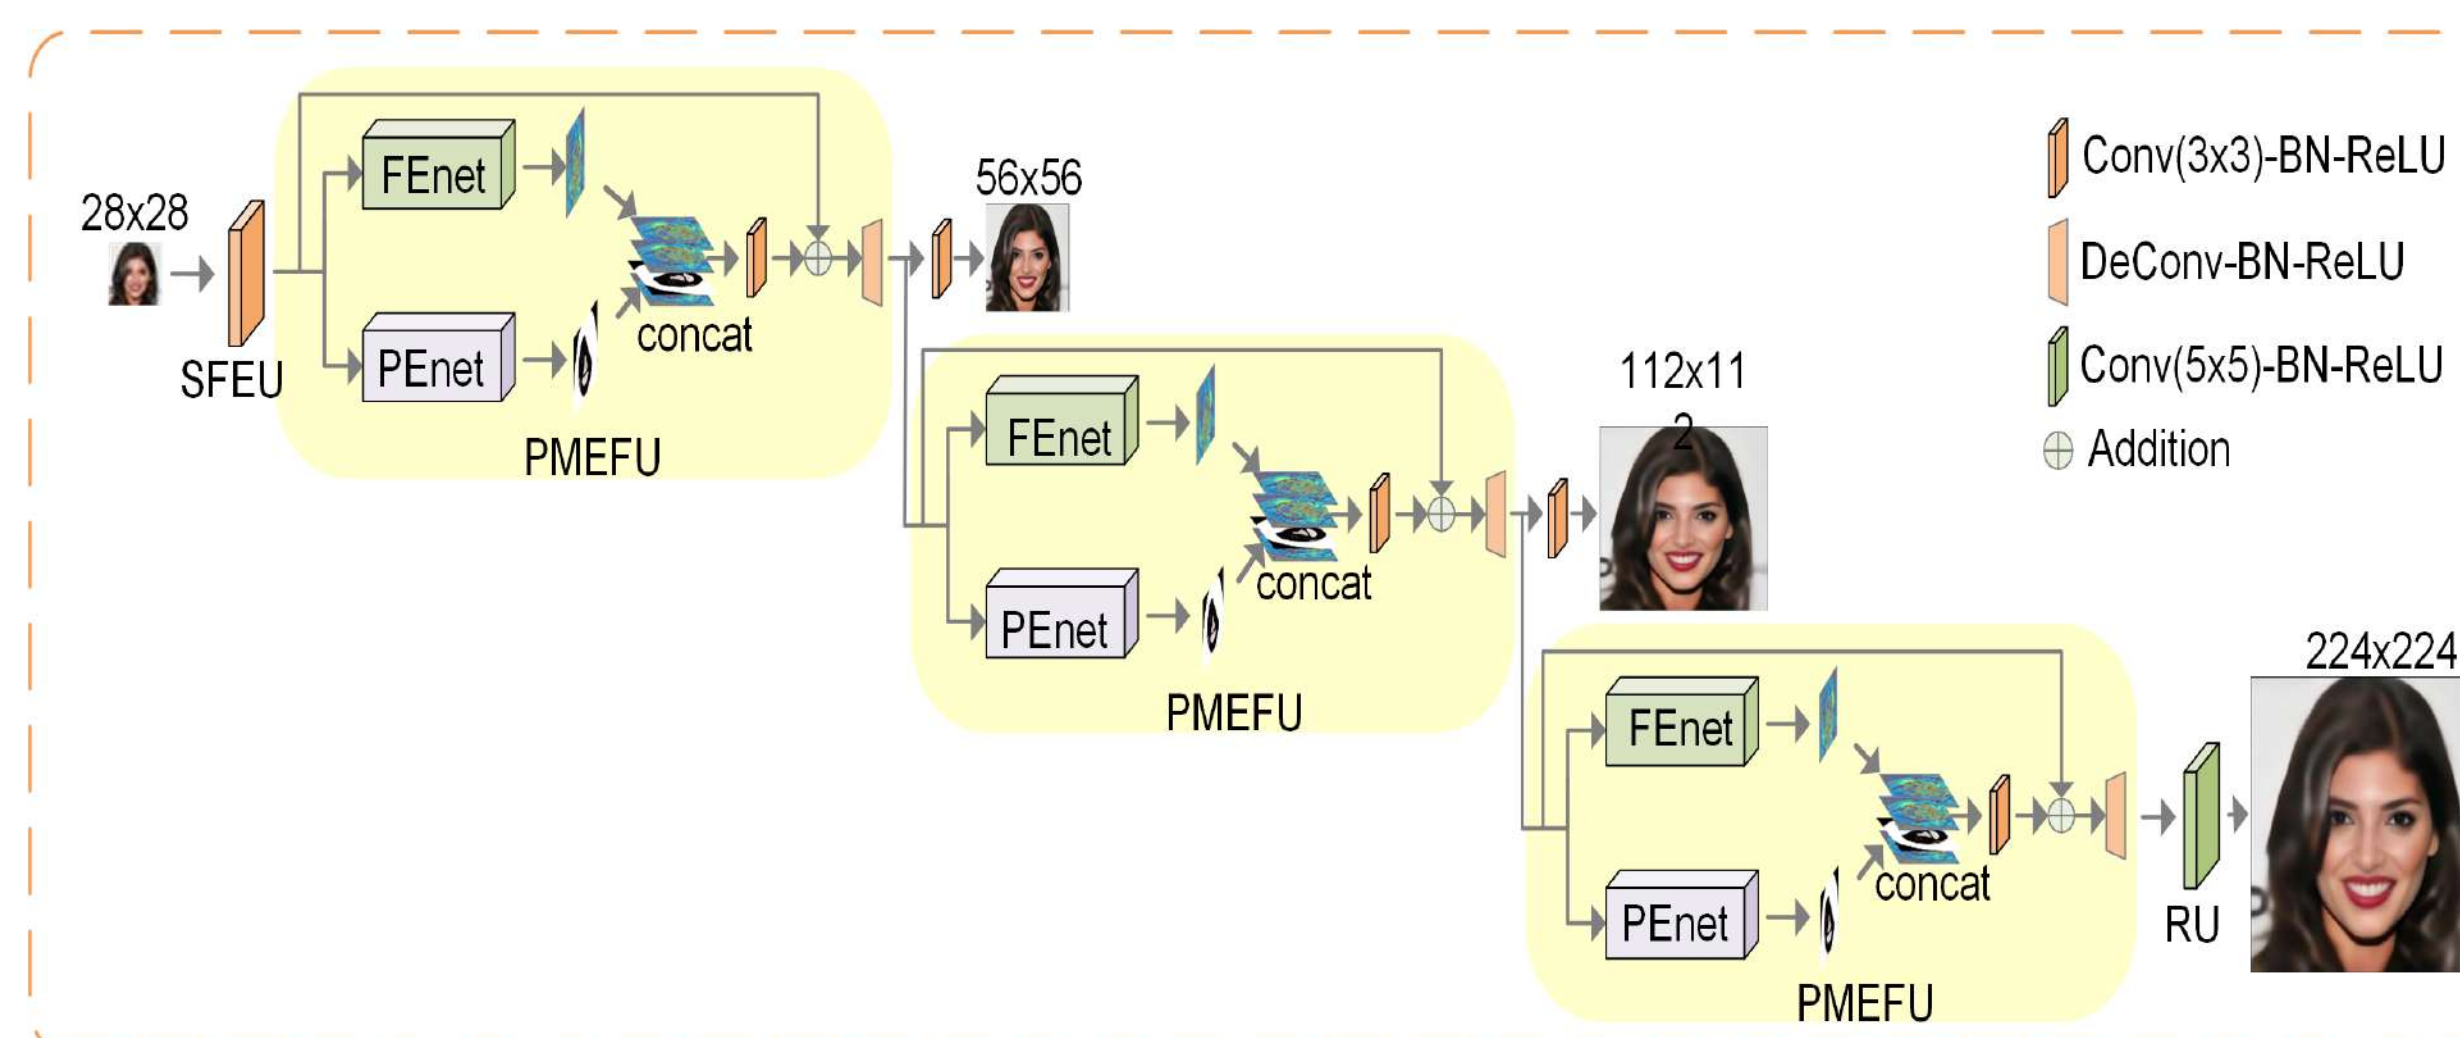 28x28
SFEU
FEnet
PEnet
concat
PMEFU
56x56
FEnet
PEnet
concat
PMEFU
112x11
2
FEnet
PEnet
concat
PMEFU
RU
224x224
Conv(3x3)-BN-ReLU
DeConv-BN-ReLU
Conv(5x5)-BN-ReLU
Addition